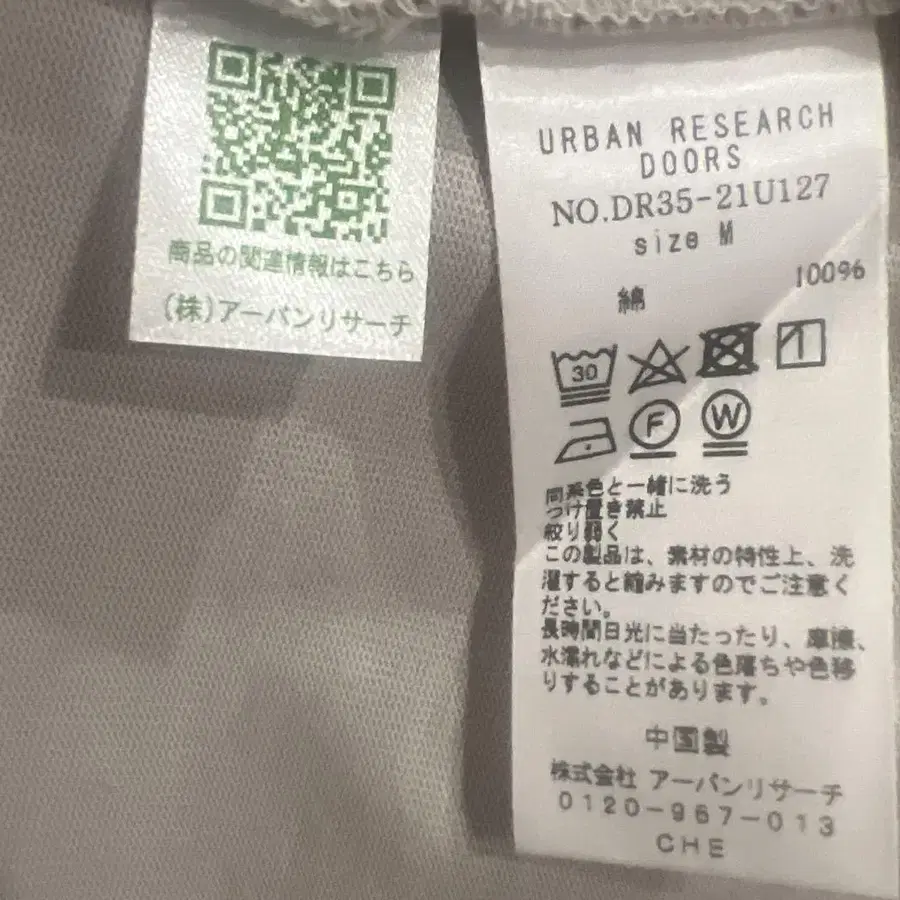 商品の関連情報はこちら
(株)アーバンリサーチ
URBAN RESEARCH
DOORS
NO.DR35-21U127
size M
100%
綿
30
F
W
同系色と一緒に洗う
つけ置き禁止
絞り弱く
この製品は、素材の特性上、洗
濯すると縮みますのでご注意く
ださい。
長時間日光に当たったり、摩擦、
水濡れなどによる色落ちや色移
りすることがあります。
中国製
株式会社 アーバンリサーチ
0120-967-013
CHE